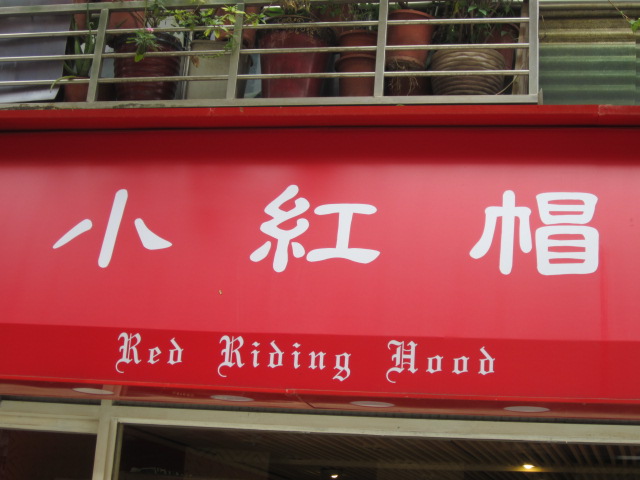 小紅帽
Red Riding Hood